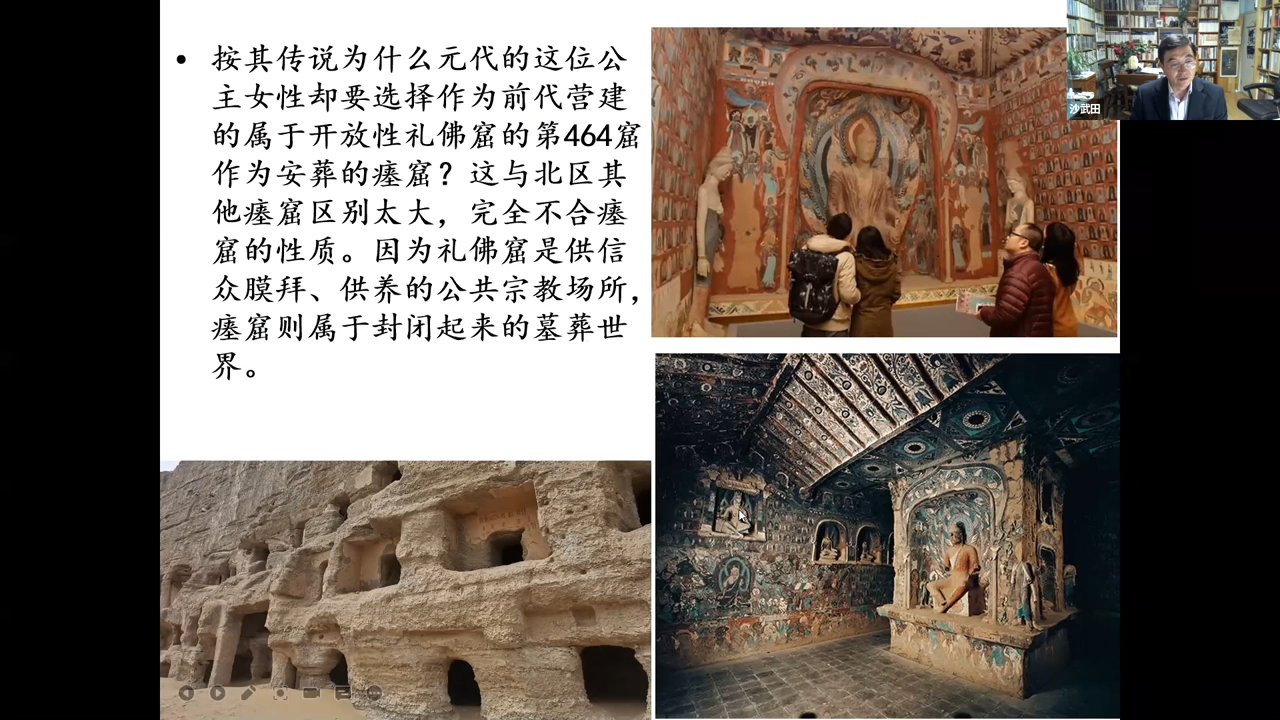 按其传说为什么元代的这位公
主女性却要选择作为前代营建
的属于开放性礼佛窟的第464窟
作为安葬的瘗窟？这与北区其
他瘗窟区别太大，完全不合瘗
窟的性质。因为礼佛窟是供信
众膜拜、供养的公共宗教场所，
瘗窟则属于封闭起来的墓葬世
界。
沙武田